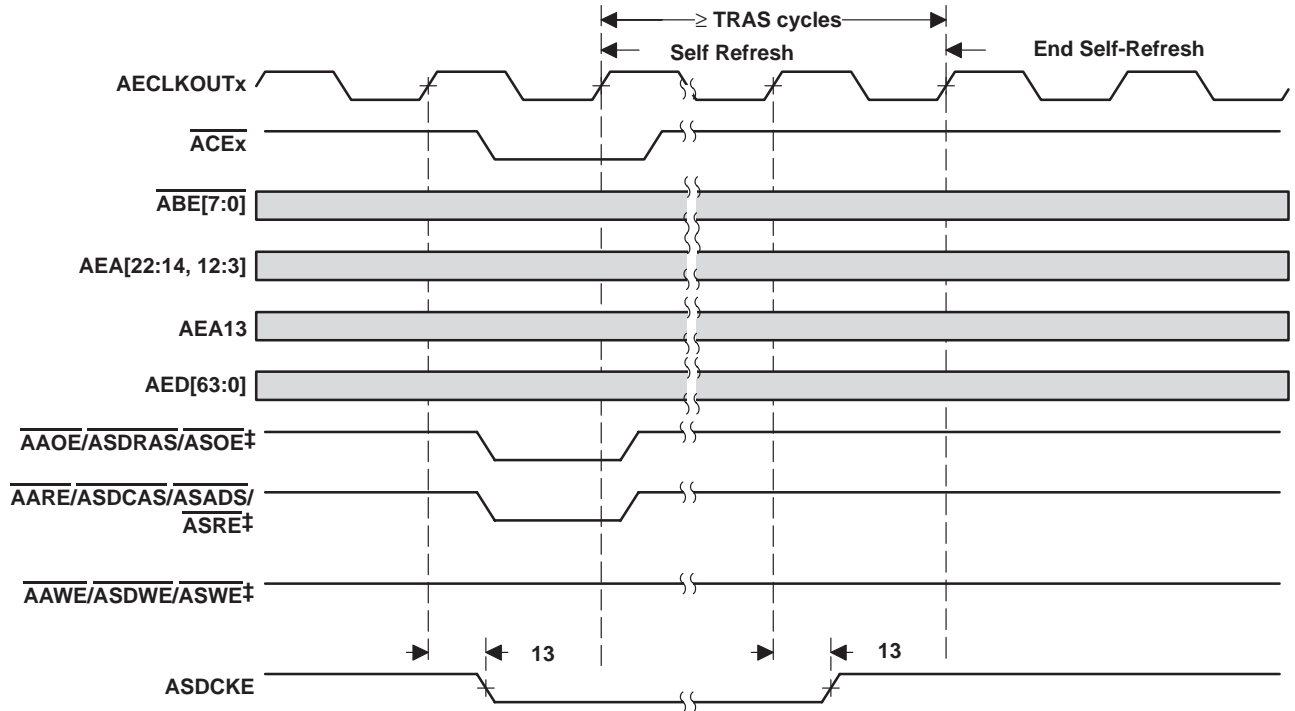 ≥ TRAS cycles
Self Refresh
End Self-Refresh
AECLKOUTx
ACEx
ABE[7:0]
AEA[22:14, 12:3]
AEA13
AED[63:0]
AAOE/ASDRAS/ASOE‡
AARE/ASDCAS/ASADS/
ASRE‡
AAWE/ASDWE/ASWE‡
13
13
ASDCKE